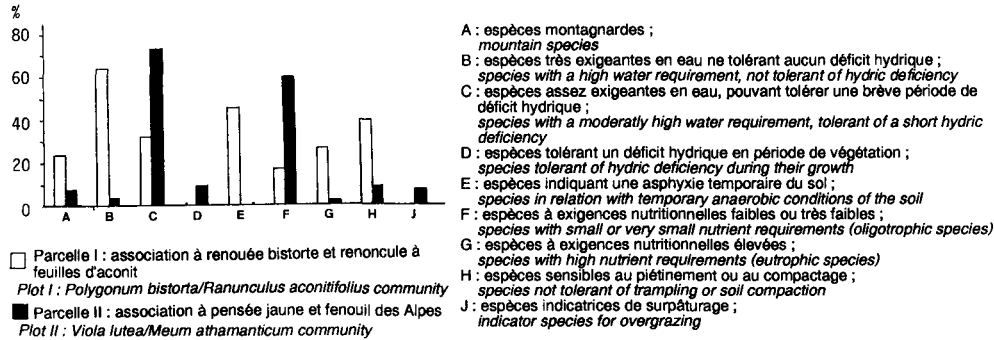 %
80
60
40
20
0
A B C D E F G H J
Parcelle I : association à renouée bistorte et renoncule à
feuilles d'aconit
Plot I : Polygonum bistorta/Ranunculus aconitifolius community
Parcelle II : association à pensée jaune et fenouil des Alpes
Plot II : Viola lutea/Meum athamanticum community
A : espèces montagnardes ;
mountain species
B : espèces très exigeantes en eau ne tolérant aucun déficit hydrique ;
species with a high water requirement, not tolerant of hydric deficiency
C : espèces assez exigeantes en eau, pouvant tolérer une brève période de
déficit hydrique ;
species with a moderatly high water requirement, tolerant of a short hydric
deficiency
D : espèces tolérant un déficit hydrique en période de végétation ;
species tolerant of hydric deficiency during their growth
E : espèces indiquant une asphyxie temporaire du sol ;
species in relation with temporary anaerobic conditions of the soil
F : espèces à exigences nutritionnelles faibles ou très faibles ;
species with small or very small nutrient requirements (oligotrophic species)
G : espèces à exigences nutritionnelles élevées ;
species with high nutrient requirements (eutrophic species)
H : espèces sensibles au piétinement ou au compactage ;
species not tolerant of trampling or soil compaction
J : espèces indicatrices de surpâturage ;
indicator species for overgrazing